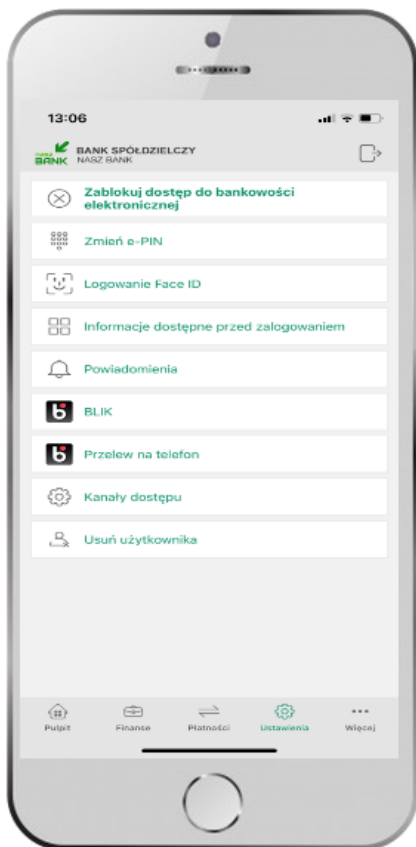 13:06
NASZ
BANK
BANK SPÓŁDZIELCZY
NASZ BANK
Zablokuj dostęp do bankowości
elektronicznej
Zmień e-PIN
Logowanie Face ID
Informacje dostępne przed zalogowaniem
Powiadomienia
BLIK
Przelew na telefon
Kanały dostępu
Usuń użytkownika
Pulpit
Finanse
Płatności
Ustawienia
Więcej